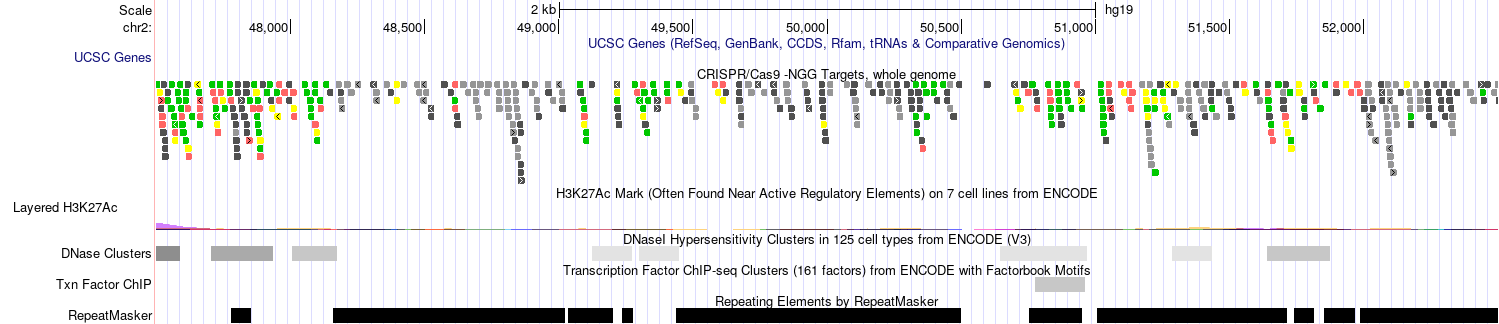 Scale 2 kb hg19
chr2: 48,000 48,500 49,000 49,500 50,000 50,500 51,000 51,500 52,000
UCSC Genes (RefSeq, GenBank, CCDS, Rfam, tRNAs & Comparative Genomics)
UCSC Genes
CRISPR/Cas9 -NGG Targets, whole genome
H3K27Ac Mark (Often Found Near Active Regulatory Elements) on 7 cell lines from ENCODE
Layered H3K27Ac
DNaseI Hypersensitivity Clusters in 125 cell types from ENCODE (V3)
DNase Clusters
Transcription Factor ChIP-seq Clusters (161 factors) from ENCODE with Factorbook Motifs
Txn Factor ChIP
Repeating Elements by RepeatMasker
RepeatMasker